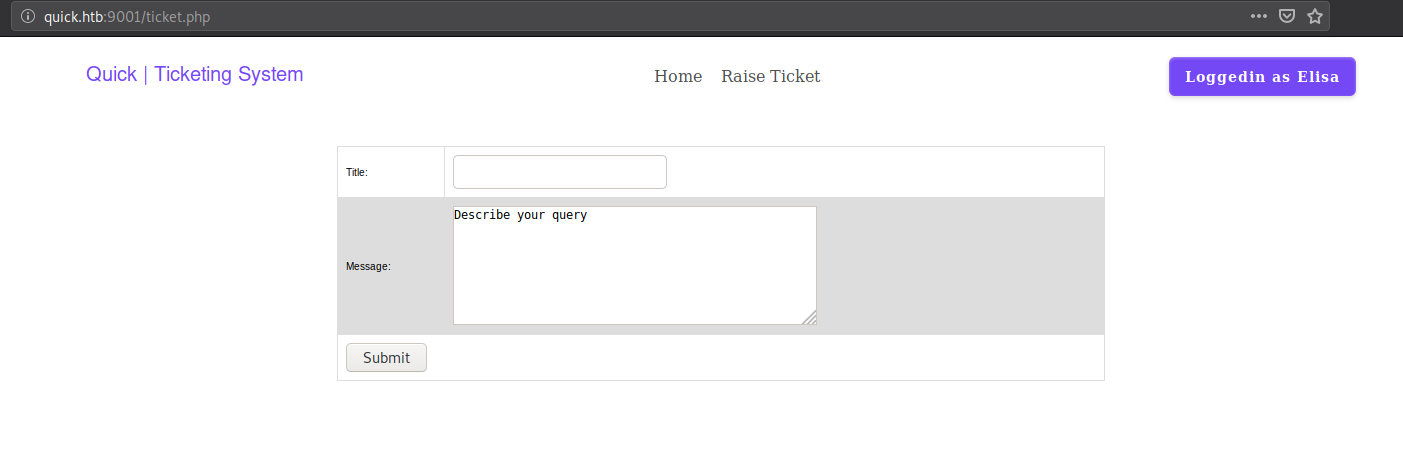 quick.htb:9001/ticket.php
Quick | Ticketing System Home Raise Ticket Loggedin as Elisa
Title:
Message: Describe your query
Submit